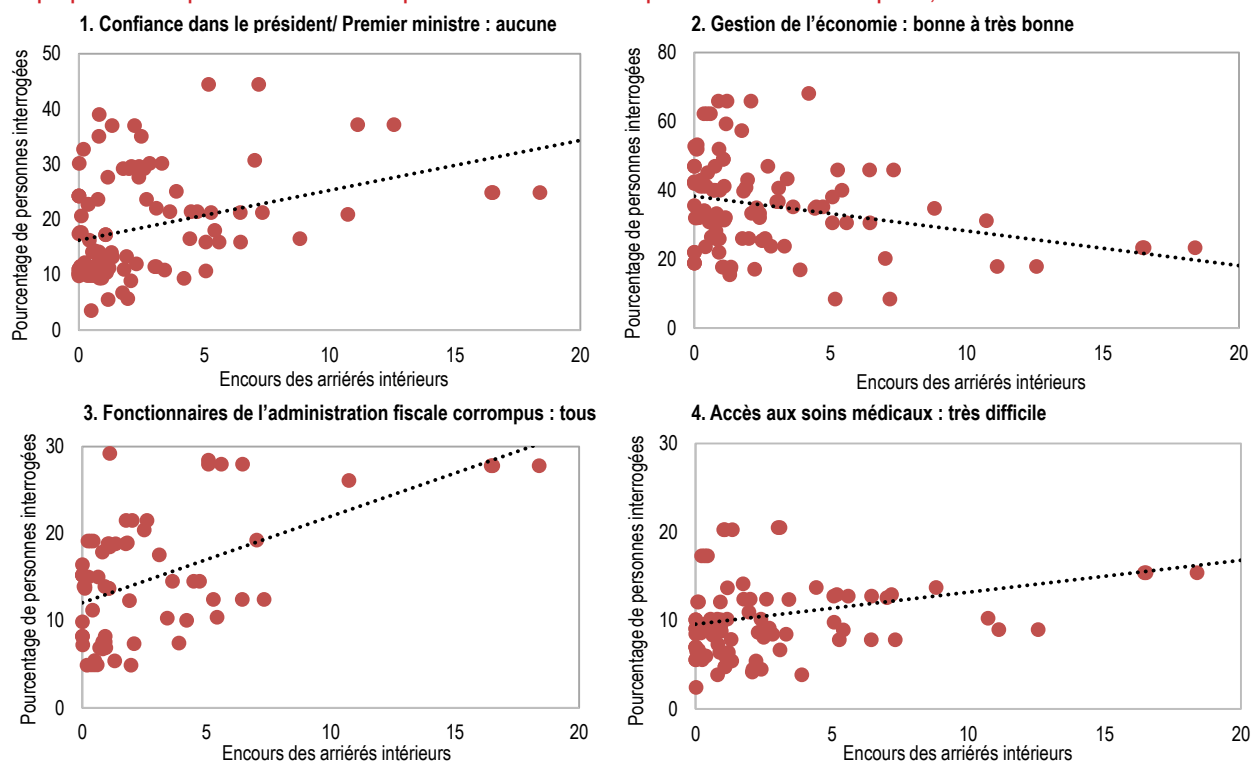 1. Confiance dans le président/ Premier ministre : aucune
Pourcentage de personnes interrogées
50
40
30
20
10
0
0 5 10 15 20
Encours des arriérés intérieurs
2. Gestion de l'économie : bonne à très bonne
Pourcentage de personnes interrogées
80
60
40
20
0
0 5 10 15 20
Encours des arriérés intérieurs
3. Fonctionnaires de l'administration fiscale corrompus : tous
Pourcentage de personnes interrogées
30
20
10
0
0 5 10 15 20
Encours des arriérés intérieurs
4. Accès aux soins médicaux : très difficile
Pourcentage de personnes interrogées
30
20
10
0
0 5 10 15 20
Encours des arriérés intérieurs